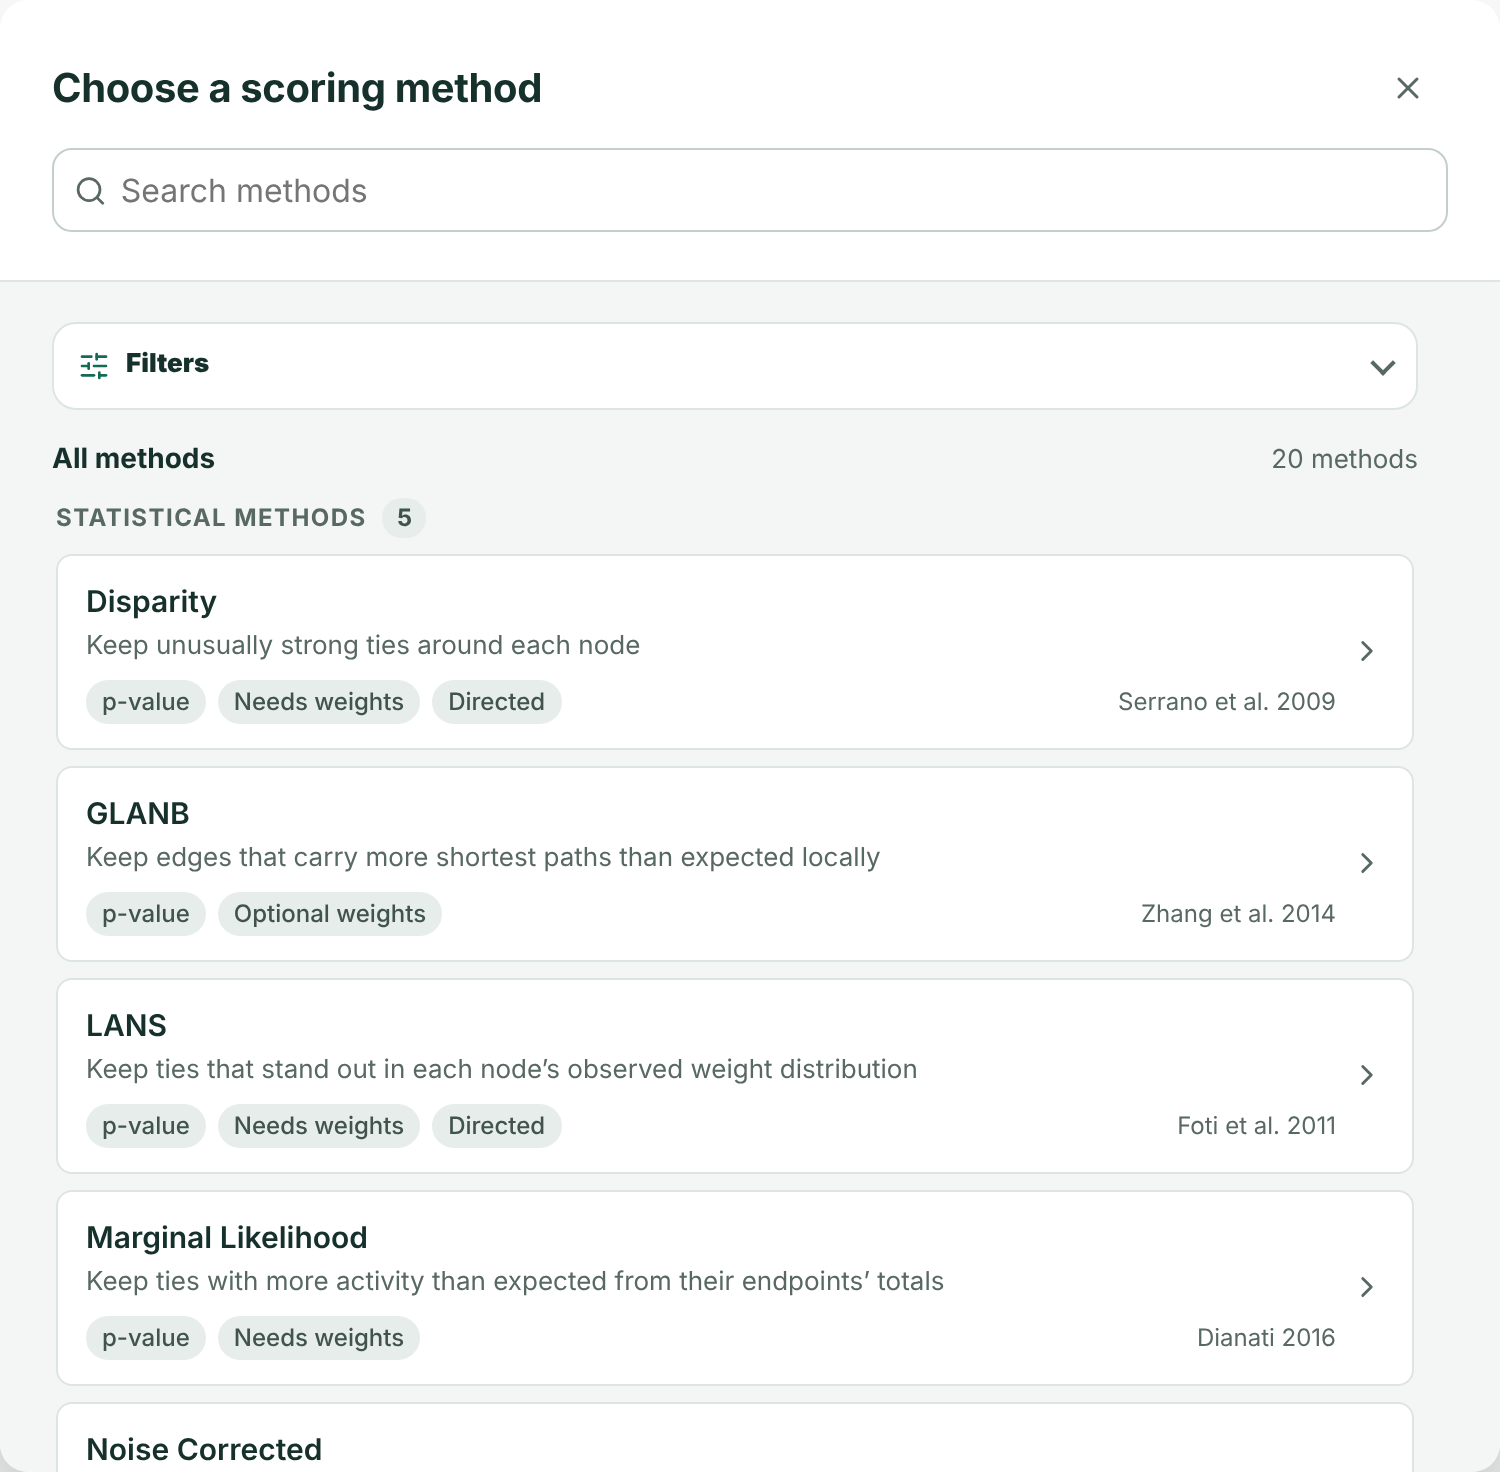 Choose a scoring method
Search methods
Filters
All methods
20 methods
STATISTICAL METHODS 5
Disparity
Keep unusually strong ties around each node
p-value Needs weights Directed Serrano et al. 2009
GLANB
Keep edges that carry more shortest paths than expected locally
p-value Optional weights Zhang et al. 2014
LANS
Keep ties that stand out in each node’s observed weight distribution
p-value Needs weights Directed Foti et al. 2011
Marginal Likelihood
Keep ties with more activity than expected from their endpoints’ totals
p-value Needs weights Dianati 2016
Noise Corrected